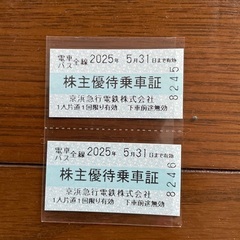 電車
バス
全線 2025年 5月31日まで有効
株主優待乗車証
京浜急行電鉄株式会社
1人片道1回限り有効 下車前途無効
8245
電車
バス
全線 2025年 5月31日まで有効
株主優待乗車証
京浜急行電鉄株式会社
1人片道1回限り有効 下車前途無効
8246